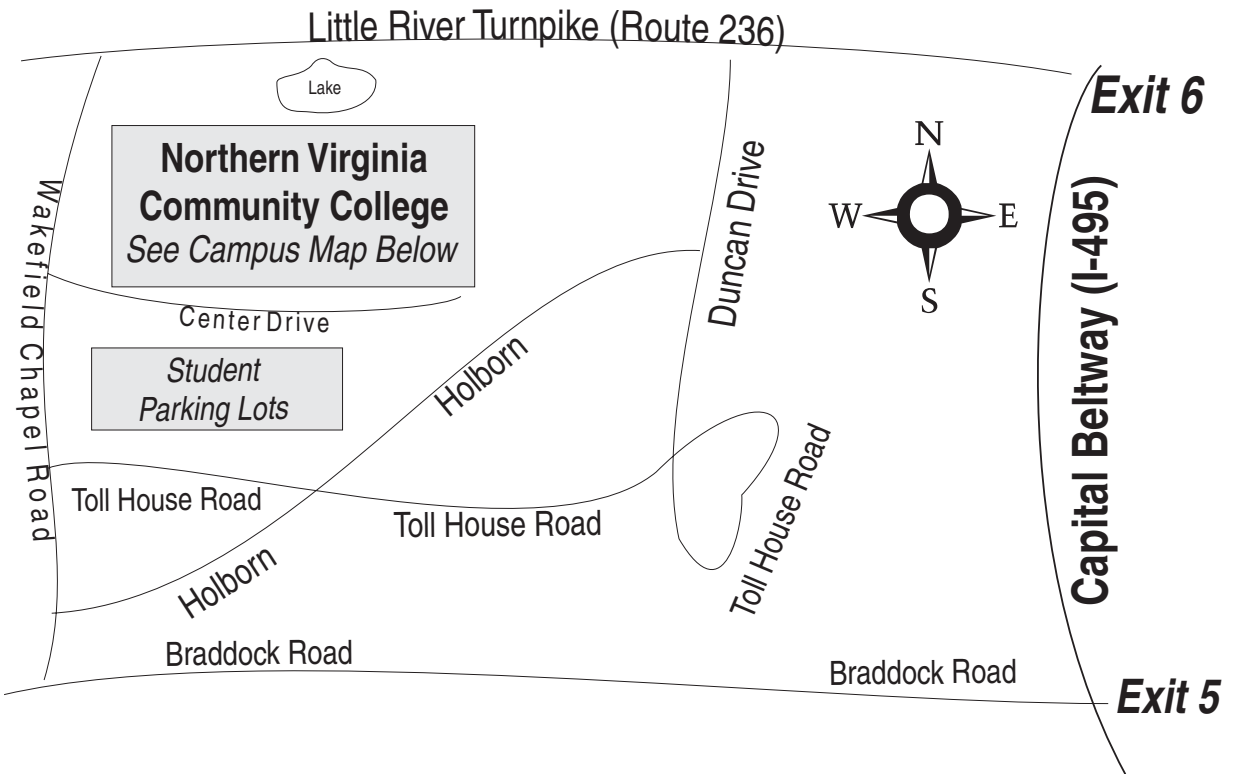 Little River Turnpike (Route 236)
Lake
Exit 6
Northern Virginia
Community College
See Campus Map Below
N
W
E
S
Wakefield Chapel Road
Duncan Drive
Capital Beltway (I-495)
Center Drive
Student
Parking Lots
Holborn
Toll House Road
Toll House Road
Toll House Road
Holborn
Braddock Road
Braddock Road
Exit 5